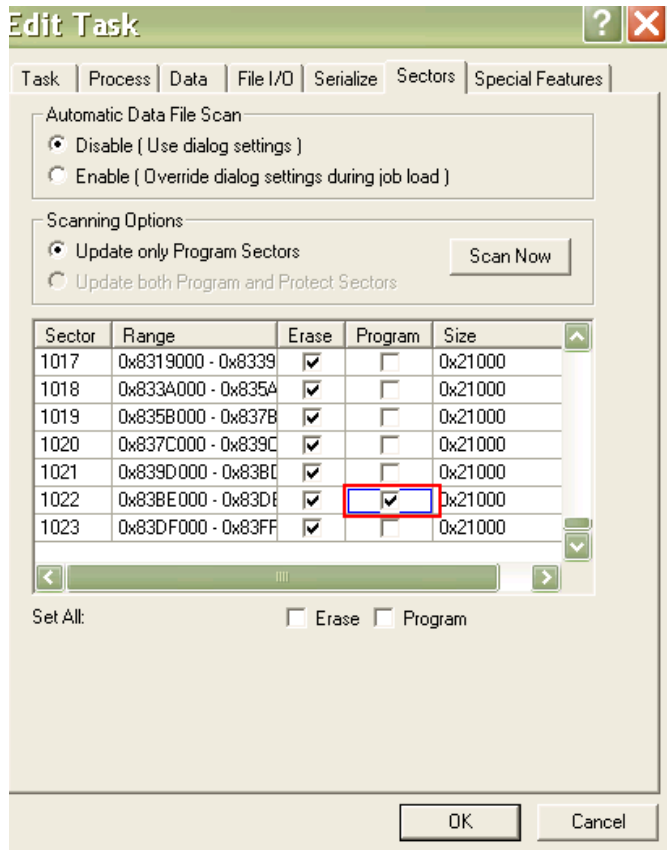 Edit Task
Task Process Data File I/O Serialize Sectors Special Features
Automatic Data File Scan
Disable ( Use dialog settings )
Enable ( Override dialog settings during job load )
Scanning Options
Update only Program Sectors
Scan Now
Update both Program and Protect Sectors
Sector Range Erase Program Size
1017 0x8319000 - 0x8339 0x21000
1018 0x833A000 - 0x835A 0x21000
1019 0x835B000 - 0x837B 0x21000
1020 0x837C000 - 0x839C 0x21000
1021 0x839D000 - 0x83BD 0x21000
1022 0x83BE000 - 0x83DE 0x21000
1023 0x83DF000 - 0x83FF 0x21000
Set All: Erase Program
OK Cancel